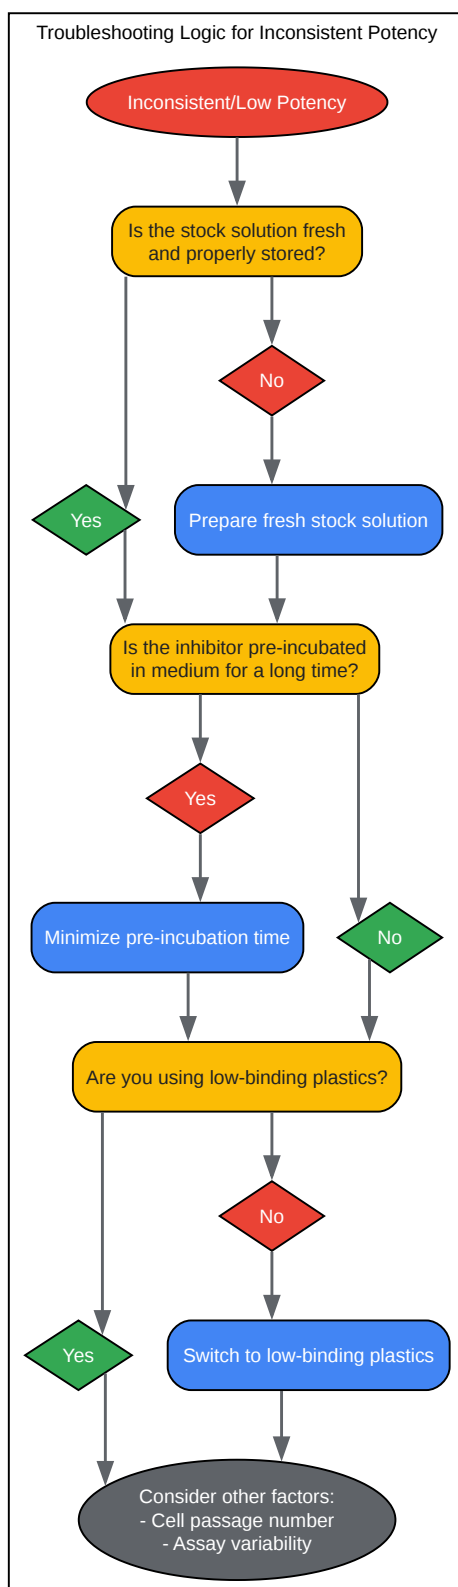 Troubleshooting Logic for Inconsistent Potency
Inconsistent/Low Potency
Is the stock solution fresh
and properly stored?
No
Yes
Prepare fresh stock solution
Is the inhibitor pre-incubated
in medium for a long time?
Yes
Minimize pre-incubation time
No
Are you using low-binding plastics?
No
Yes
Switch to low-binding plastics
Consider other factors:
- Cell passage number
- Assay variability